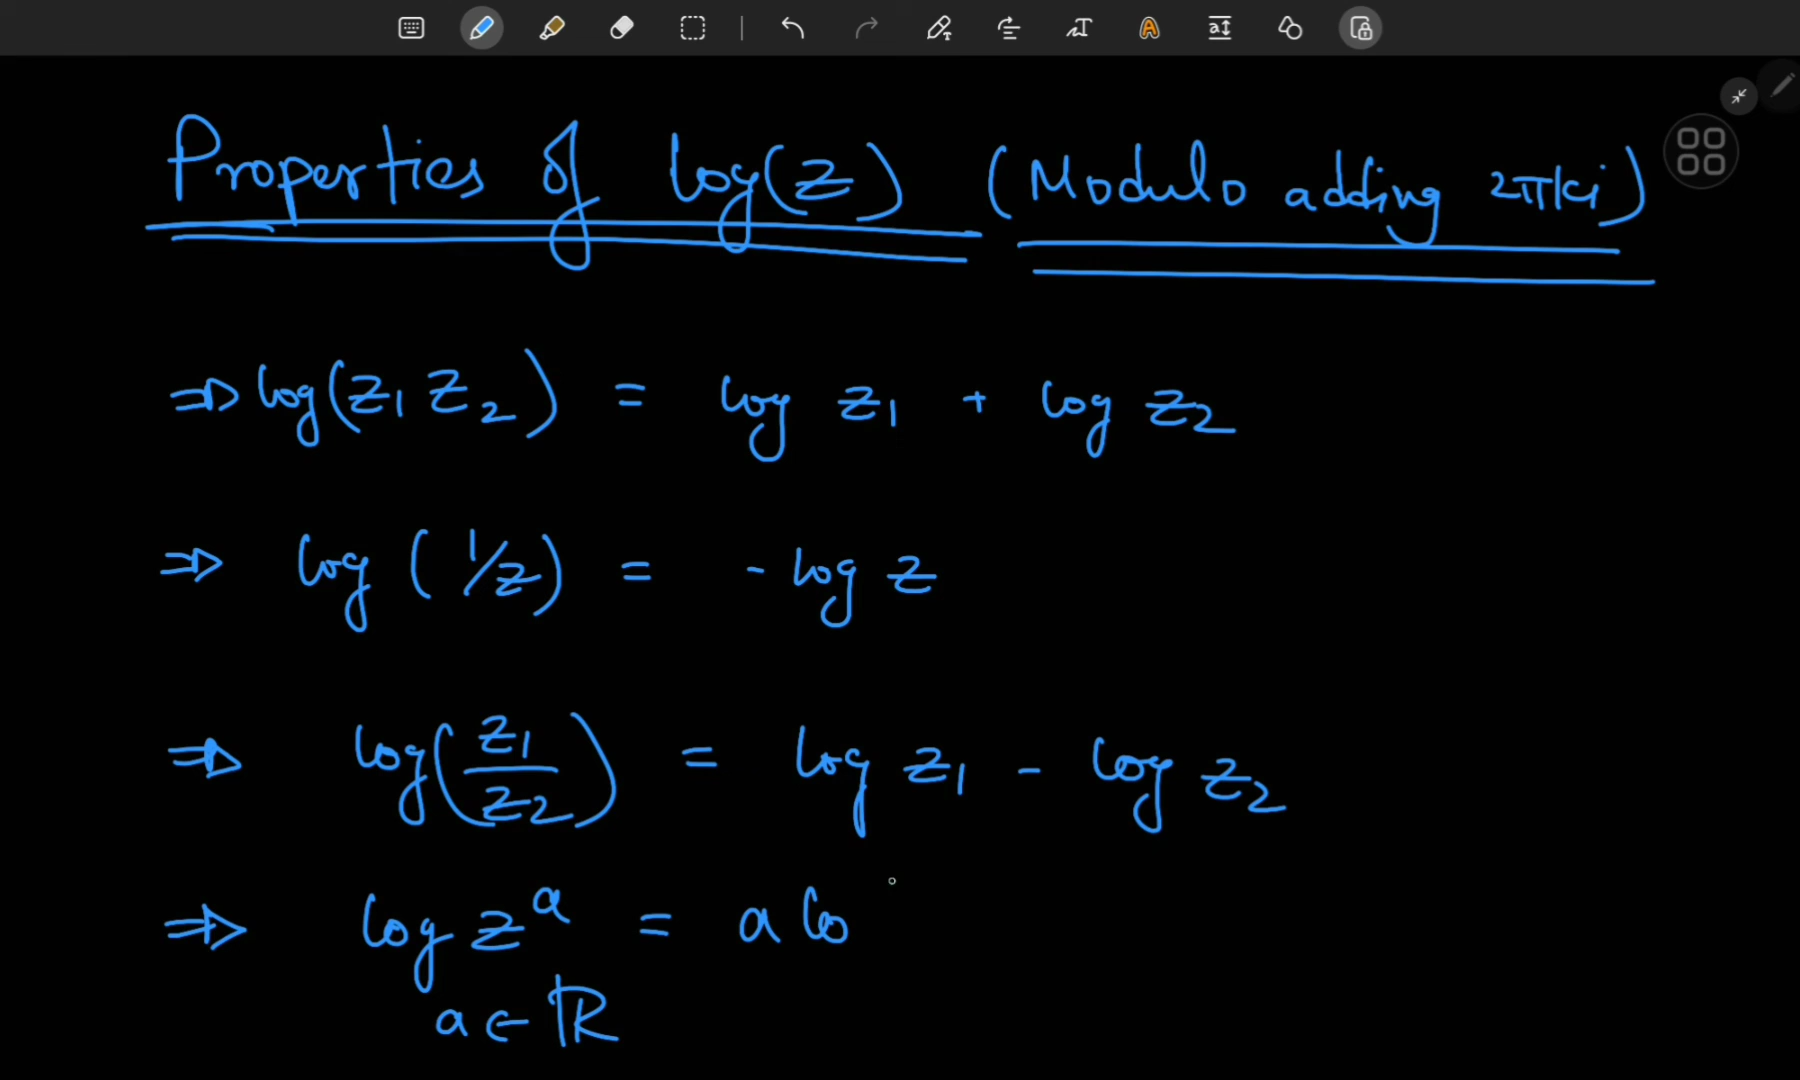 Properties of log(z) (Modulo adding 2πki)
⇒ log(z₁ z₂) = log z₁ + log z₂
⇒ log (1/z) = - log z
⇒ log(z₁/z₂) = log z₁ - log z₂
⇒ log zᵃ = a lo
a ∈ ℝ